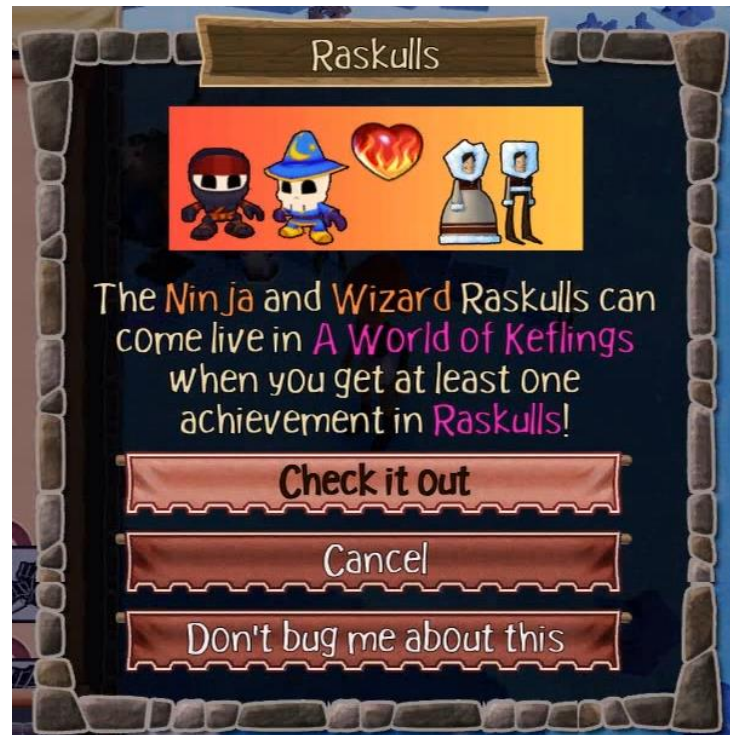 Raskulls
The Ninja and Wizard Raskulls can
come live in A World of Keflings
when you get at least one
achievement in Raskulls!
Check it out
Cancel
Don't bug me about this